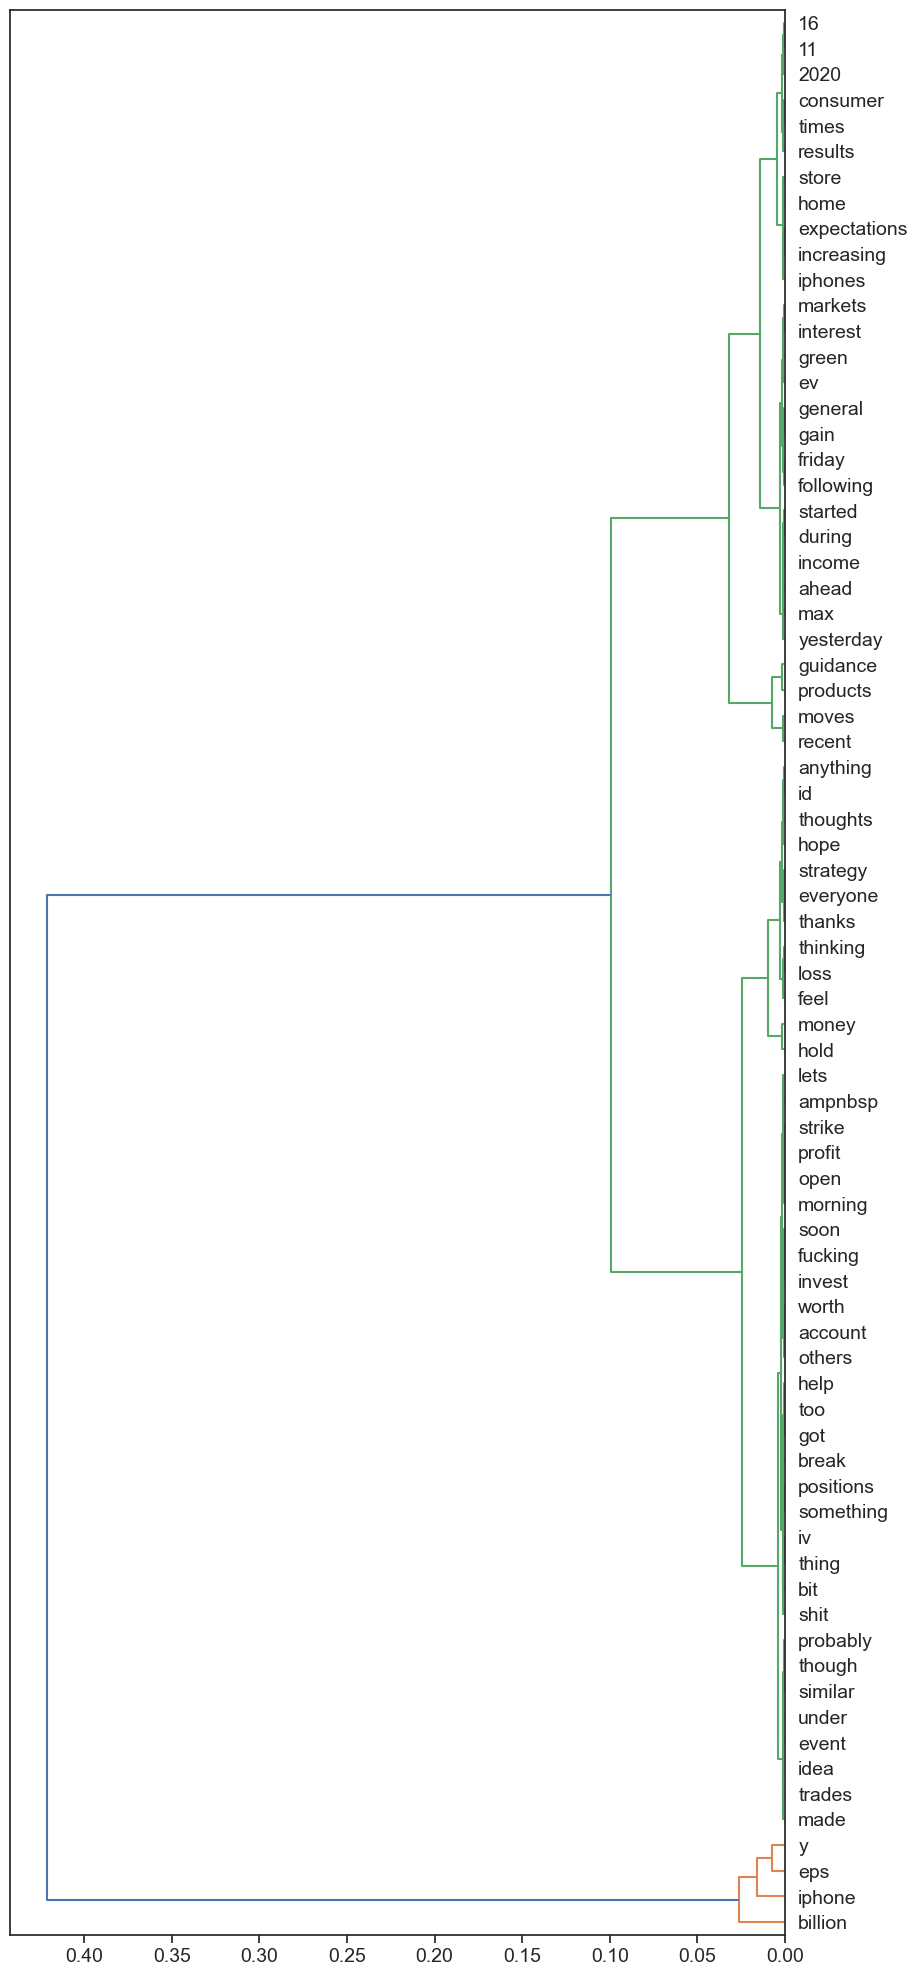 16
11
2020
consumer
times
results
store
home
expectations
increasing
iphones
markets
interest
green
ev
general
gain
friday
following
started
during
income
ahead
max
yesterday
guidance
products
moves
recent
anything
id
thoughts
hope
strategy
everyone
thanks
thinking
loss
feel
money
hold
lets
ampnbsp
strike
profit
open
morning
soon
fucking
invest
worth
account
others
help
too
got
break
positions
something
iv
thing
bit
shit
probably
though
similar
under
event
idea
trades
made
y
eps
iphone
billion
0.40 0.35 0.30 0.25 0.20 0.15 0.10 0.05 0.00